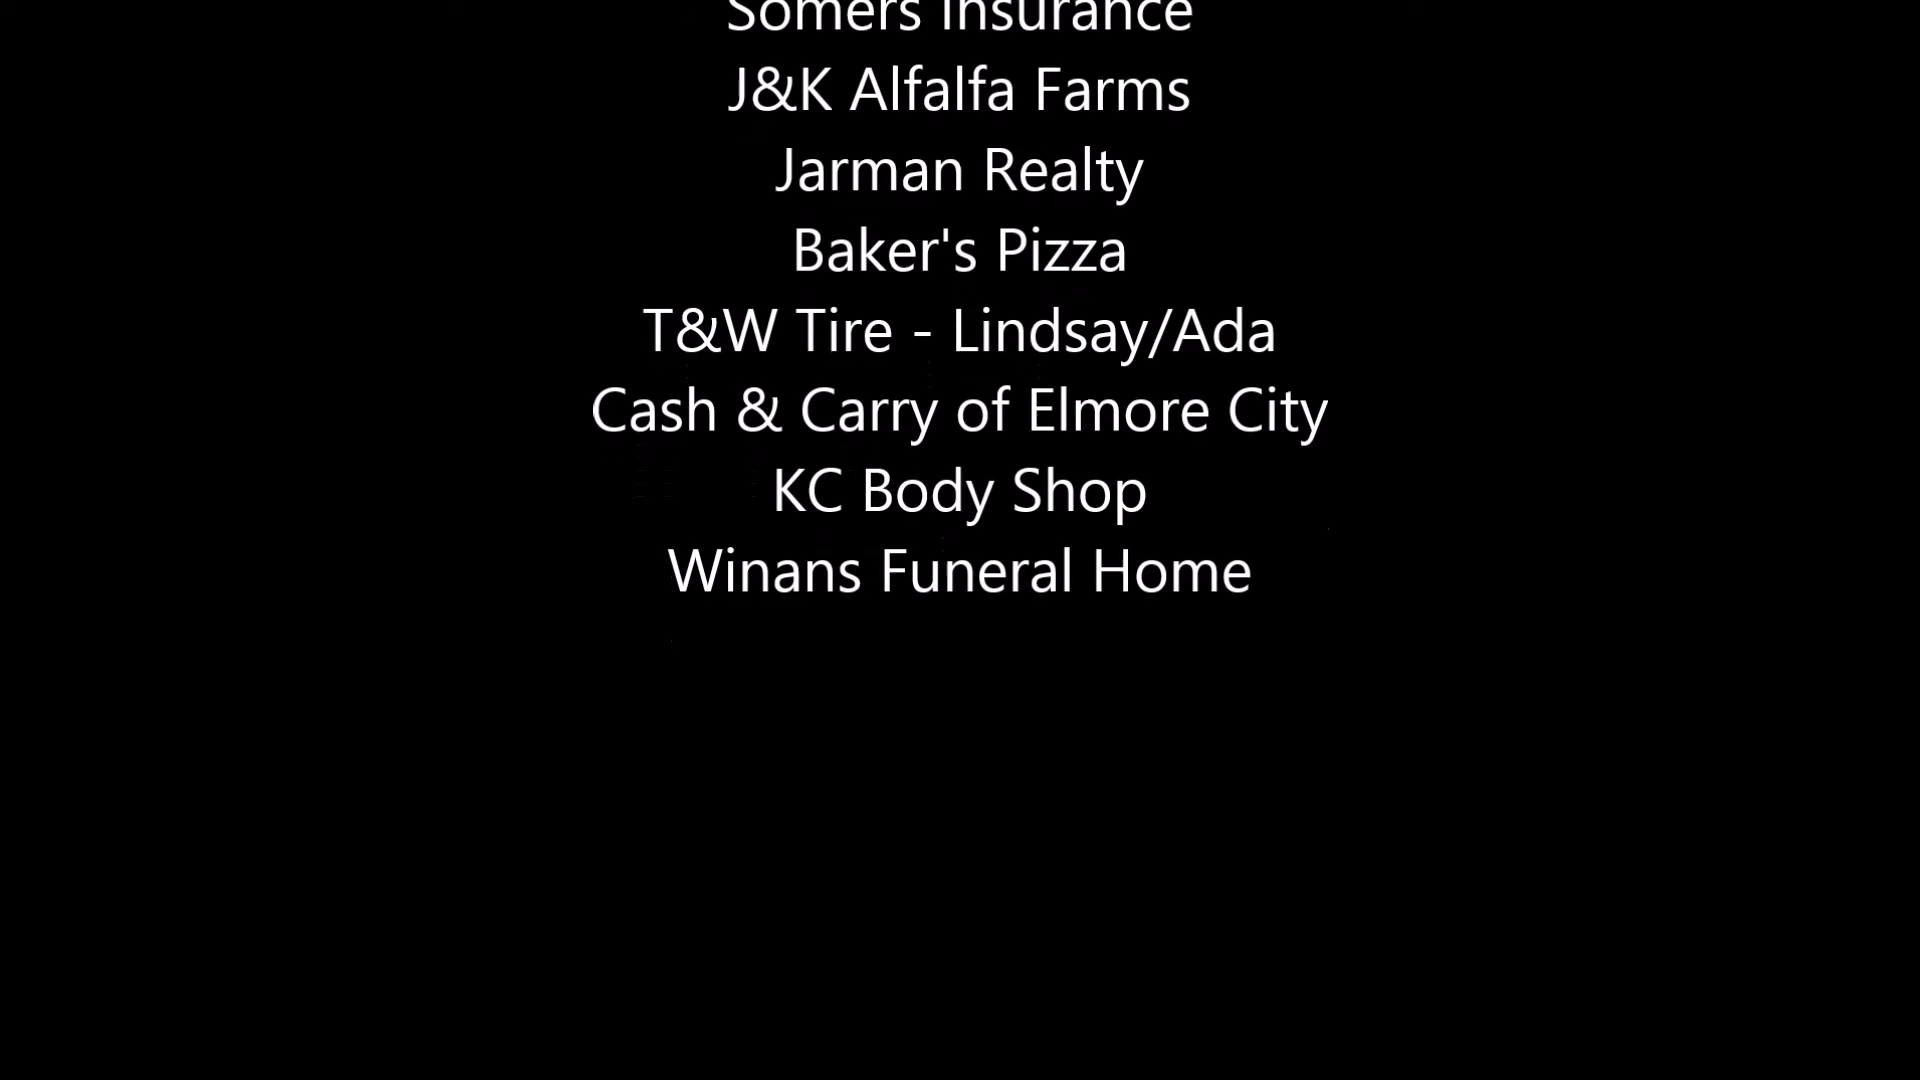 Somers Insurance
J&K Alfalfa Farms
Jarman Realty
Baker's Pizza
T&W Tire - Lindsay/Ada
Cash & Carry of Elmore City
KC Body Shop
Winans Funeral Home